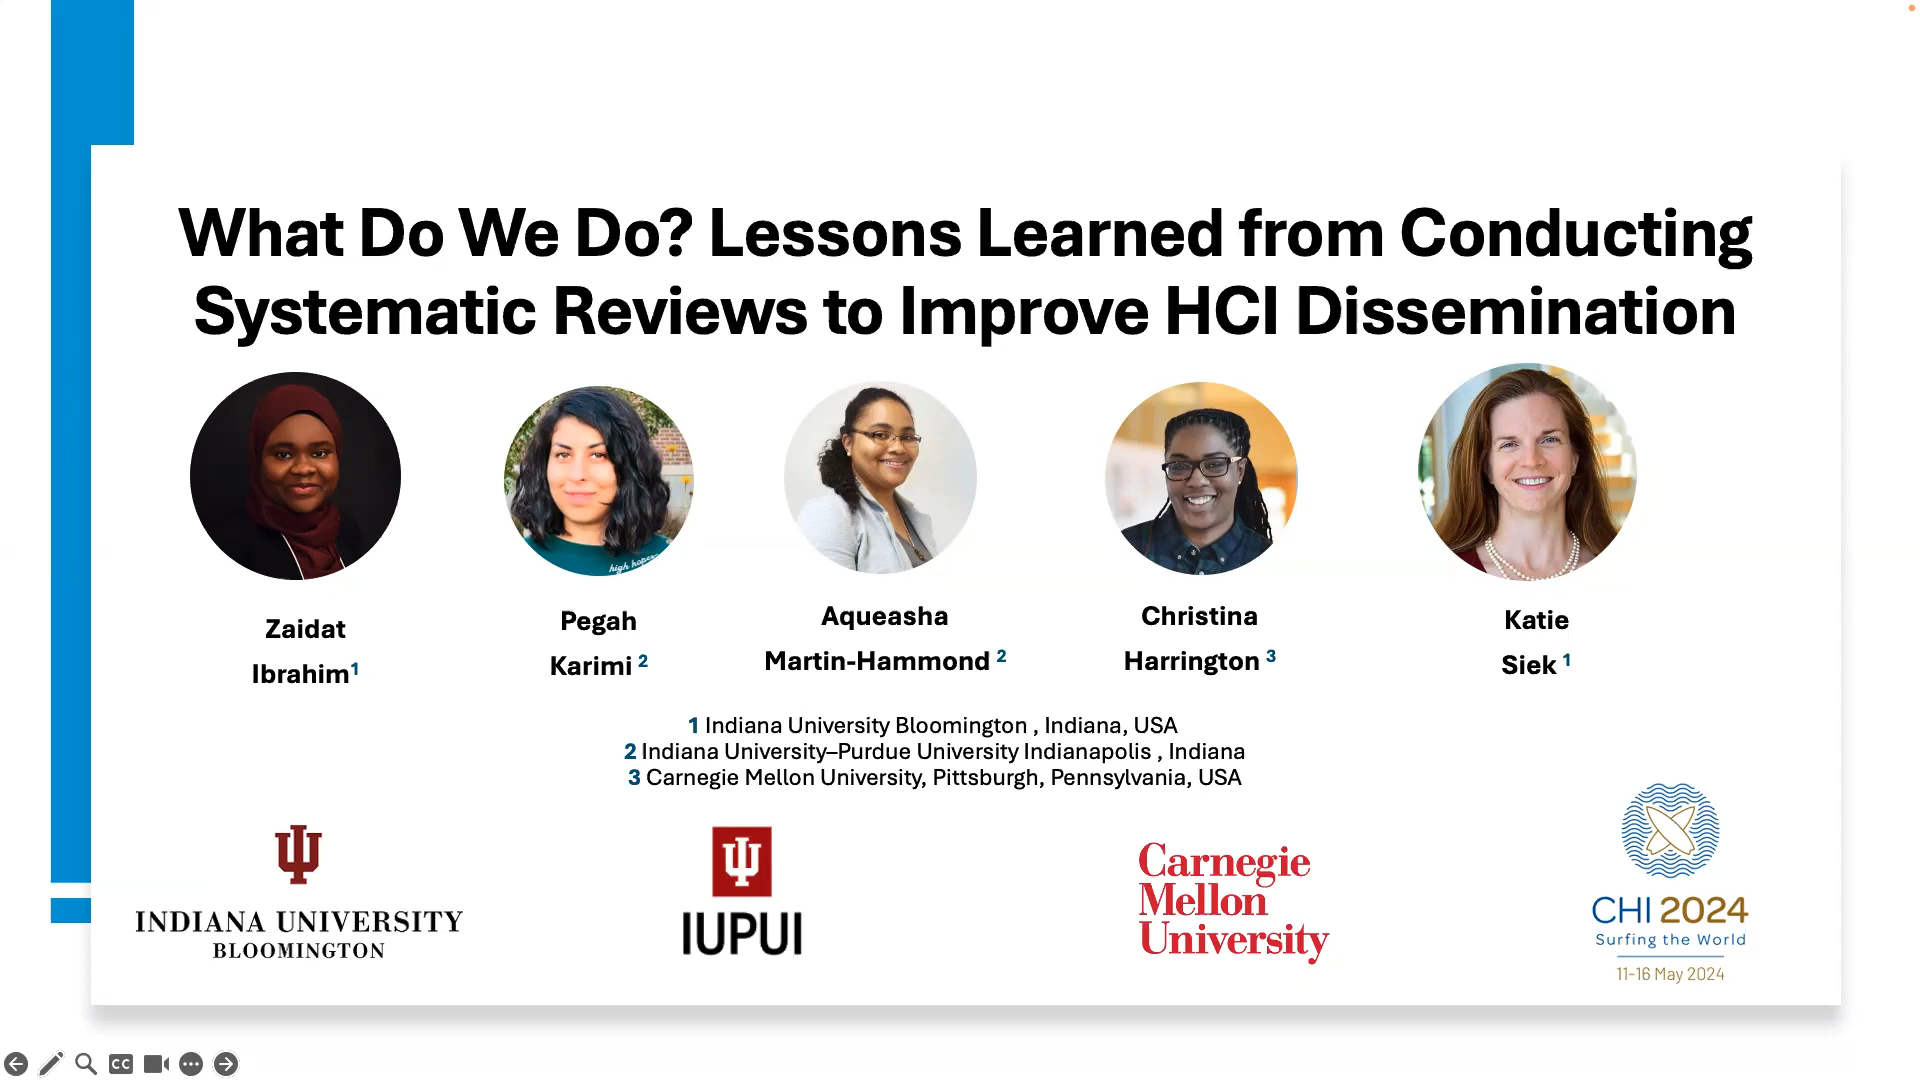 What Do We Do? Lessons Learned from Conducting
Systematic Reviews to Improve HCI Dissemination
high hopes
Zaidat
Ibrahim1
Pegah
Karimi 2
Aqueasha
Martin-Hammond 2
Christina
Harrington 3
Katie
Siek 1
1 Indiana University Bloomington , Indiana, USA
2 Indiana University–Purdue University Indianapolis , Indiana
3 Carnegie Mellon University, Pittsburgh, Pennsylvania, USA
INDIANA UNIVERSITY
BLOOMINGTON
IUPUI
Carnegie
Mellon
University
CHI 2024
Surfing the World
11-16 May 2024
CC